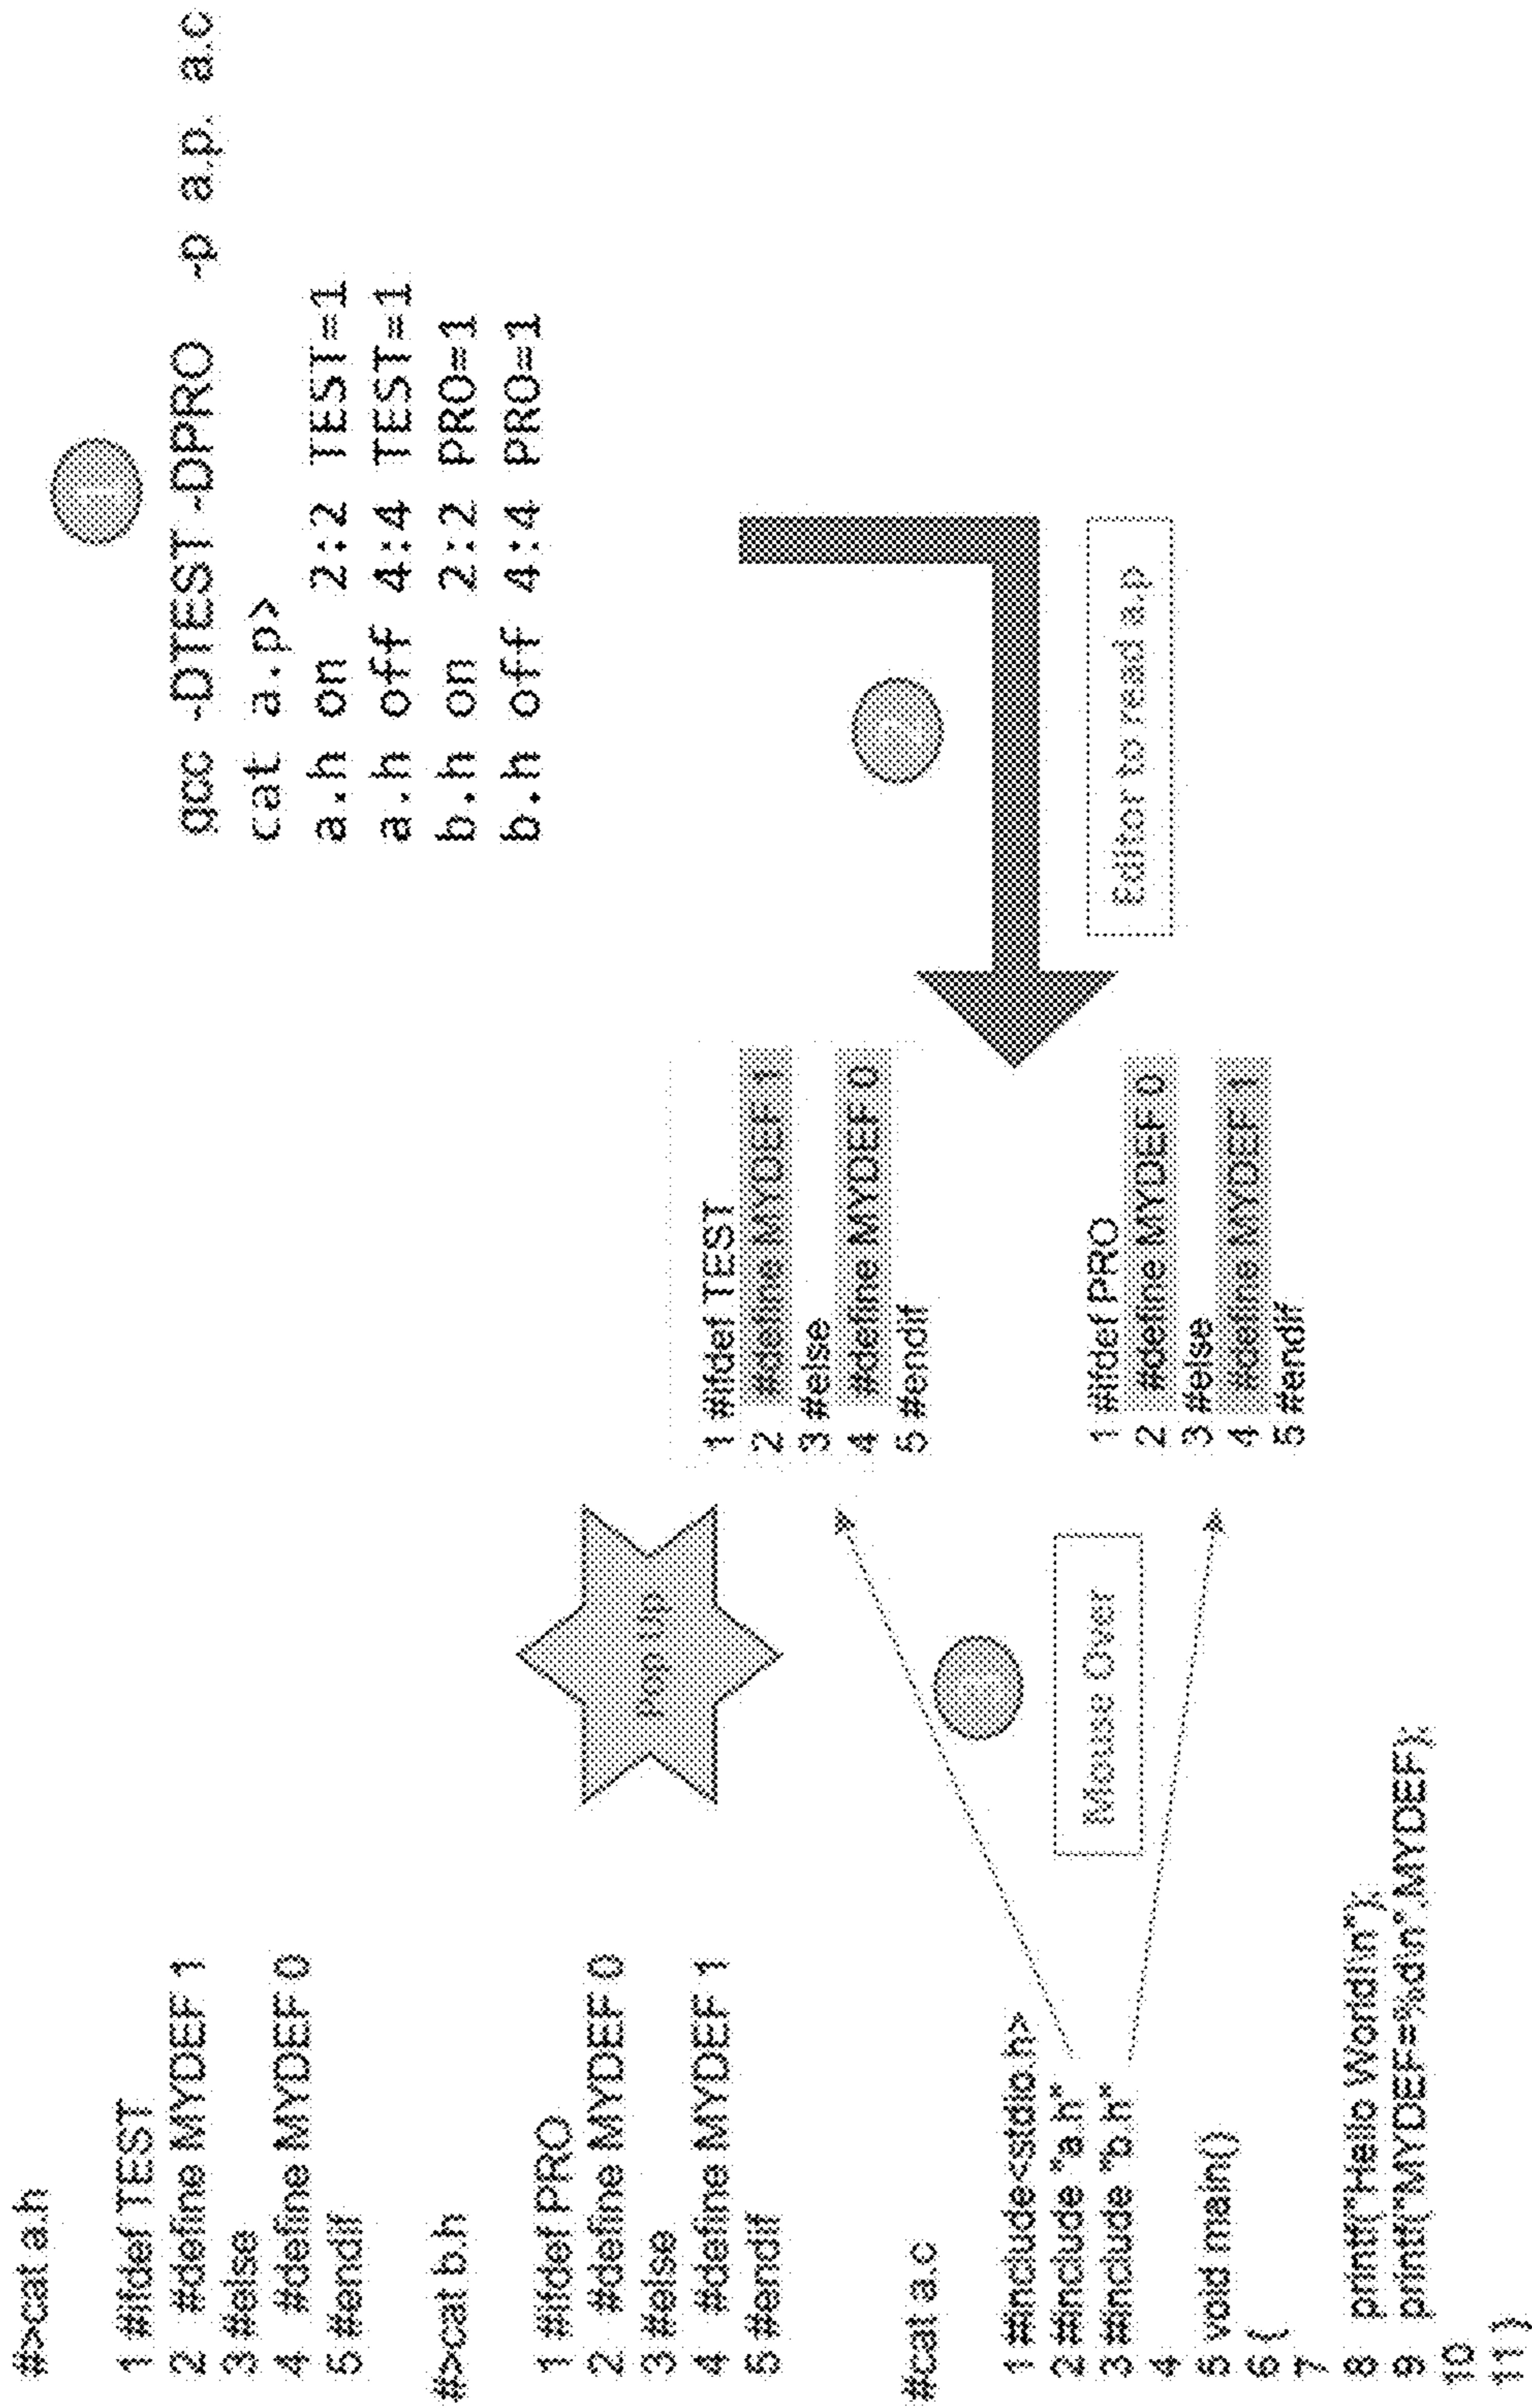 #>cat a.h
1 #ifdef TEST
2 #define MYDEF 1
3 #else
4 #define MYDEF 0
5 #endif
#>cat b.h
1 #ifdef PRO
2 #define MYDEF 0
3 #else
4 #define MYDEF 1
5 #endif
#cat a.c
1 #include<stdio.h>
2 #include "a.h"
3 #include "b.h"
4
5 void main()
6 {
7
8 printf("Hello World\n");
9 printf("MYDEF=%d\n",MYDEF);
10
11 }
pop up
Mouse Over
1 #ifdef TEST
2 #define MYDEF 1
3 #else
4 #define MYDEF 0
5 #endif
1 #ifdef PRO
2 #define MYDEF 0
3 #else
4 #define MYDEF 1
5 #endif
gcc -DTEST -DPRO -p a.p. a.c
cat a.p>
a.h on 2:2 TEST=1
a.h off 4:4 TEST=1
b.h on 2:2 PRO=1
b.h off 4:4 PRO=1
Editor to read a.p